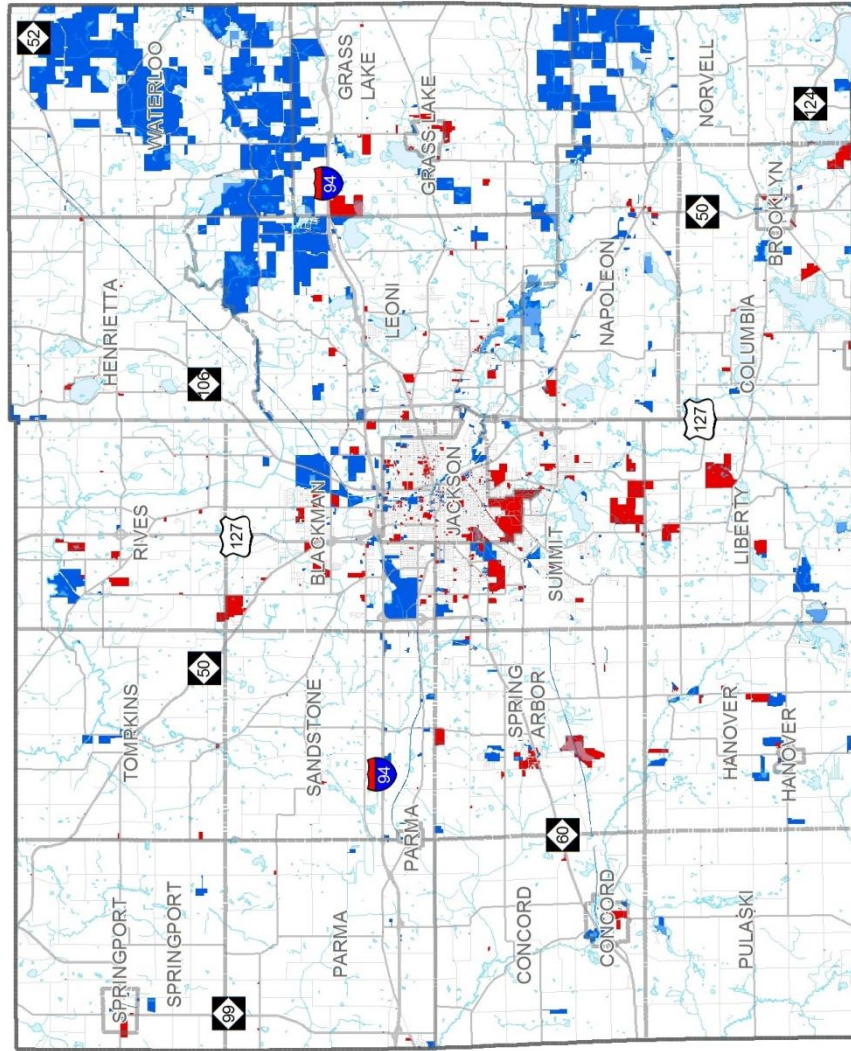 52
SPRINGPORT
TOMPKINS
RIVES
HENRIETTA
WATERLOO
SPRINGPORT
50
106
99
127
PARMA
SANDSTONE
BLACKMAN
94
GRASS
LAKE
94
PARMA
LEONI
GRASS LAKE
JACKSON
CONCORD
SPRING
ARBOR
SUMMIT
60
CONCORD
NAPOLEON
127
50
NORVELL
PULASKI
HANOVER
LIBERTY
COLUMBIA
HANOVER
BROOKLYN
124